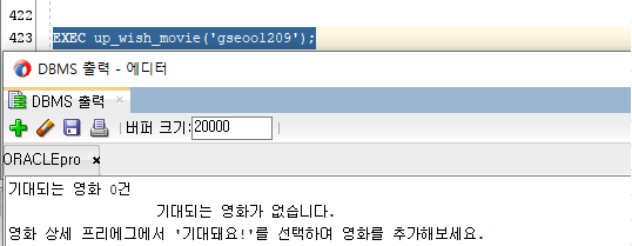 422
423 EXEC up_wish_movie('gseool209');
DBMS 출력 - 에디터
DBMS 출력 ×
버퍼 크기: 20000
ORACLEpro ×
기대되는 영화 0건
기대되는 영화가 없습니다.
영화 상세 프리에그에서 '기대돼요!'를 선택하여 영화를 추가해보세요.